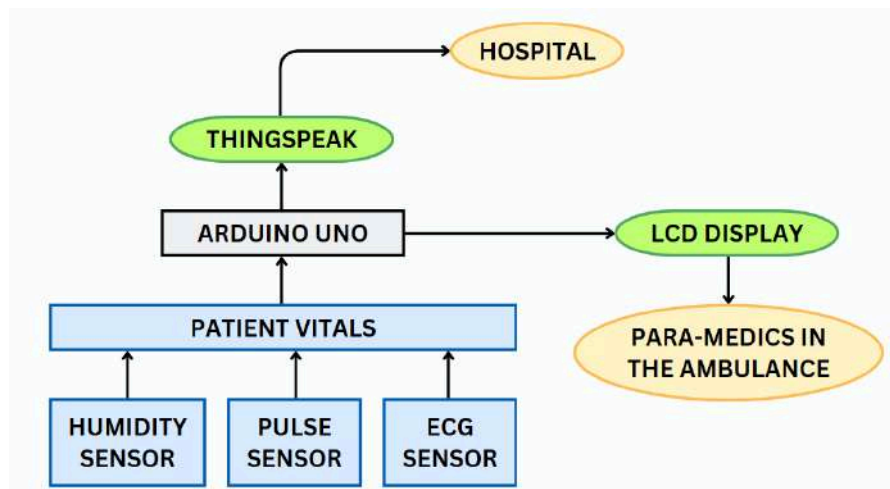 HOSPITAL
THINGSPEAK
ARDUINO UNO
LCD DISPLAY
PATIENT VITALS
PARA-MEDICS IN
THE AMBULANCE
HUMIDITY
SENSOR
PULSE
SENSOR
ECG
SENSOR